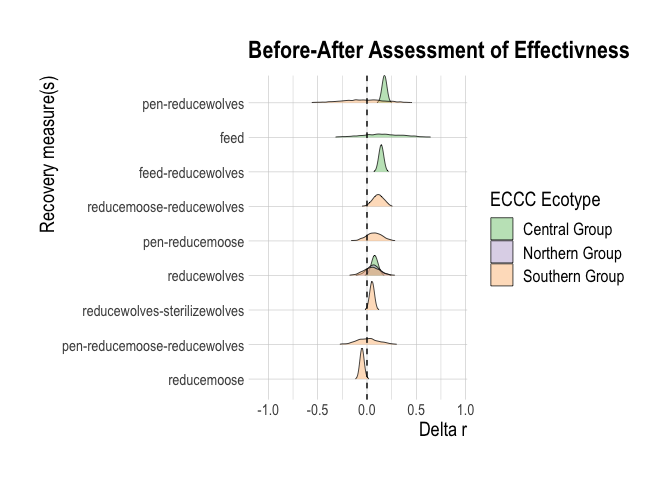 Before-After Assessment of Effectivness
Recovery measure(s)
pen-reducewolves
feed
feed-reducewolves
reducemoose-reducewolves
pen-reducemoose
reducewolves
reducewolves-sterilizewolves
pen-reducemoose-reducewolves
reducemoose
-1.0 -0.5 0.0 0.5 1.0
Delta r
ECCC Ecotype
Central Group
Northern Group
Southern Group